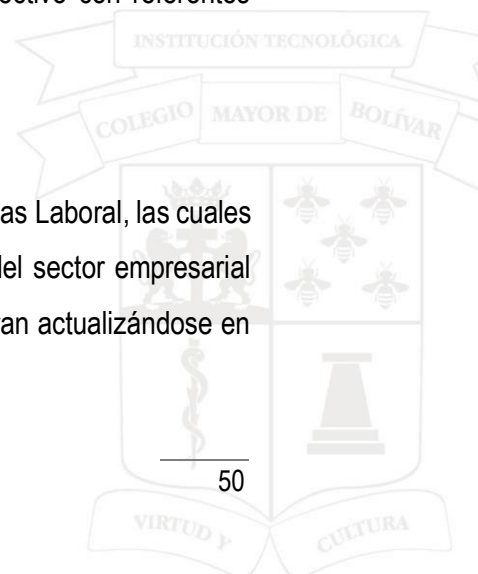 ectivo con referentes
INSTITUCIÓN TECNOLÓGICA
COLEGIO MAYOR DE BOLÍVAR
as Laboral, las cuales
del sector empresarial
an actualizándose en
50
VIRTUD Y CULTURA